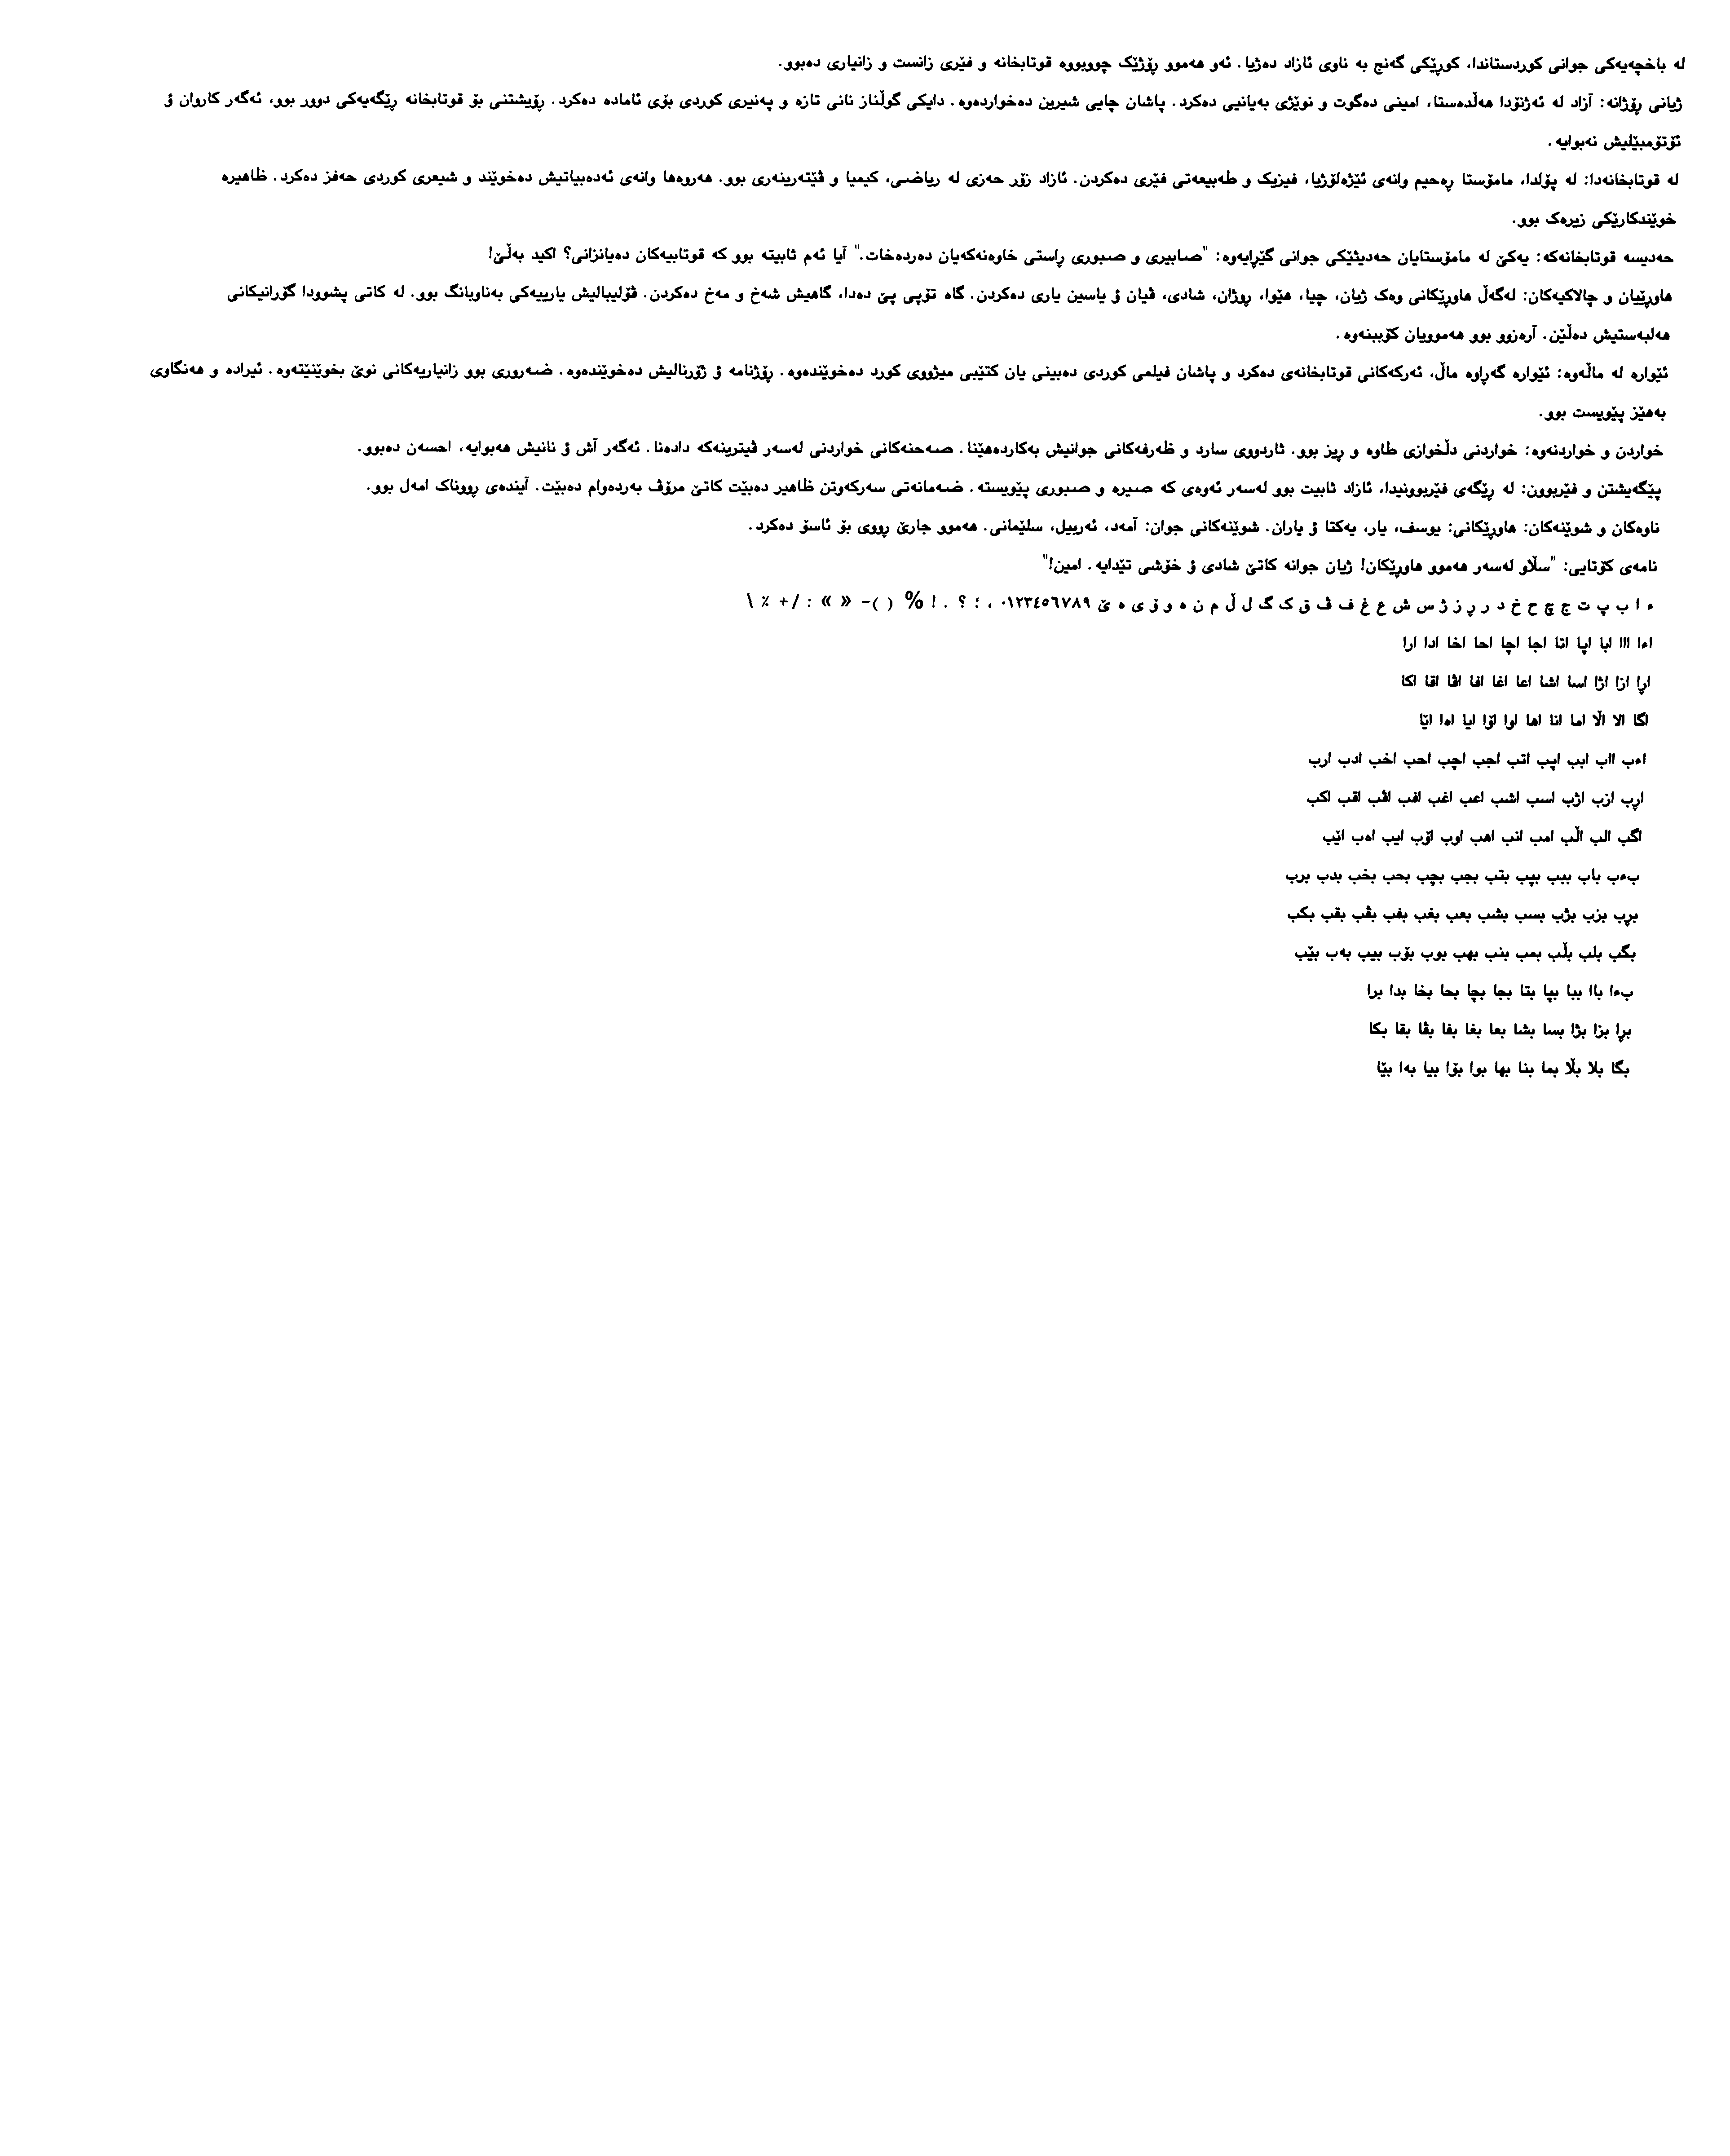 لە باخچەیەکی جوانی کوردستاندا، کوڕێکی گەنج بە ناوی ئازاد دەژیا. ئەو هەموو ڕۆژێک چووبووە قوتابخانە و فێری زانست و زانیاری دەبوو.
ژیانی ڕۆژانە: آزاد لە ئەژنۆدا هەڵدەستا، امینی دەگوت و نوێژی بەیانیی دەکرد. پاشان چایی شیرین دەخواردەوە. دایکی گوڵناز نانی تازە و پەنیری کوردی بۆی ئامادە دەکرد. ڕۆیشتنی بۆ قوتابخانە ڕێگەیەکی دوور بوو، ئەگەر کاروان ؤ
ئۆتۆمبێلیش نەبوایە.
لە قوتابخانەدا: لە پۆلدا، مامۆستا ڕەحیم وانەی ئێژەلۆژیا، فیزیک و طەبیعەتی فێری دەکردن. ئازاد زۆر حەزی لە ریاضی، کیمیا و ڤێتەرینەری بوو. هەروەها وانەی ئەدەبیاتیش دەخوێند و شیعری کوردی حەفز دەکرد. ظاهیرە
خوێندکارێکی زیرەک بوو.
حەدیسە قوتابخانەکە: یەکێ لە مامۆستایان حەدیثێکی جوانی گێڕایەوە: "صابیری و صبوری ڕاستی خاوەنەکەیان دەردەخات." آیا ئەم ثابیتە بوو کە قوتابیەکان دەیانزانی؟ اکید بەڵێ!
هاوڕێیان و چالاکیەکان: لەگەڵ هاوڕێکانی وەک ژیان، چیا، هێوا، ڕوژان، شادی، ڤیان ؤ یاسین یاری دەکردن. گاه تۆپی پێ دەدا، گاهیش شەخ و مەخ دەکردن. ڤۆلیبالیش یارییەکی بەناوبانگ بوو. لە کاتی پشوودا گۆرانیکانی
هەلبەستیش دەڵێن. آرەزوو بوو هەموویان کۆببنەوە.
ئێوارە لە ماڵەوە: ئێوارە گەڕاوە ماڵ، ئەرکەکانی قوتابخانەی دەکرد و پاشان فیلمی کوردی دەبینی یان کتێبی میژووی کورد دەخوێندەوە. ڕۆژنامە ؤ ژۆرنالیش دەخوێندەوە. ضەروری بوو زانیاریەکانی نوێ بخوێنێتەوە. ئیرادە و هەنگاوی
بەهێز پێویست بوو.
خواردن و خواردنەوە: خواردنی دڵخوازی طاوە و ڕیز بوو. ئاردووی سارد و ظەرفەکانی جوانیش بەکاردەهێنا. صەحنەکانی خواردنی لەسەر ڤیترینەکە دادەنا. ئەگەر آش ؤ نانیش هەبوایە، احسەن دەبوو.
پێگەیشتن و فێربوون: لە ڕێگەی فێربوونیدا، ئازاد ثابیت بوو لەسەر ئەوەی کە صبرە و صبوری پێویستە. ضەمانەتی سەرکەوتن ظاهیر دەبێت کاتێ مرۆڤ بەردەوام دەبێت. آیندەی ڕووناک امەل بوو.
ناوەکان و شوێنەکان: هاوڕێکانی: یوسف، یار، یەکتا ؤ یاران. شوێنەکانی جوان: آمەد، ئەربیل، سلێمانی. هەموو جارێ ڕووی بۆ ئاسۆ دەکرد.
نامەی کۆتایی: "سڵاو لەسەر هەموو هاوڕێکان! ژیان جوانە کاتێ شادی ؤ خۆشی تێدایە. امین!"
ء ا ب پ ت ج چ ح خ د ر ڕ ز ژ س ش ع غ ف ڤ ق ک گ ل ڵ م ن ه و ۆ ی ە ێ ٠١٢٣٤٥٦٧٨٩ ، ؛ ؟ . ! % ( )- « » : /+ ٪ \
اءا ااا ابا اپا اتا اجا اچا احا اخا ادا ارا
اڕا ازا اژا اسا اشا اعا اغا افا اڤا اقا اکا
اگا الا اڵا اما انا اها اوا اۆا ایا اەا اێا
اءب ااب ابب اپب اتب اجب اچب احب اخب ادب ارب
اڕب ازب اژب اسب اشب اعب اغب افب اڤب اقب اکب
اگب الب اڵب امب انب اهب اوب اۆب ایب اەب اێب
بءب باب ببب بپب بتب بجب بچب بحب بخب بدب برب
بڕب بزب بژب بسب بشب بعب بغب بفب بڤب بقب بکب
بگب بلب بڵب بمب بنب بهب بوب بۆب بیب بەب بێب
بءا باا ببا بپا بتا بجا بچا بحا بخا بدا برا
بڕا بزا بژا بسا بشا بعا بغا بفا بڤا بقا بکا
بگا بلا بڵا بما بنا بها بوا بۆا بیا بەا بێا